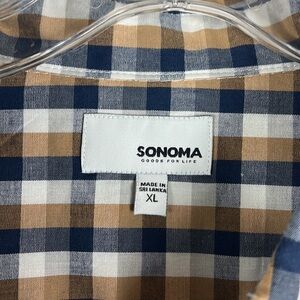 SONOMA
GOODS FOR LIFE
MADE IN
SRI LANKA
XL